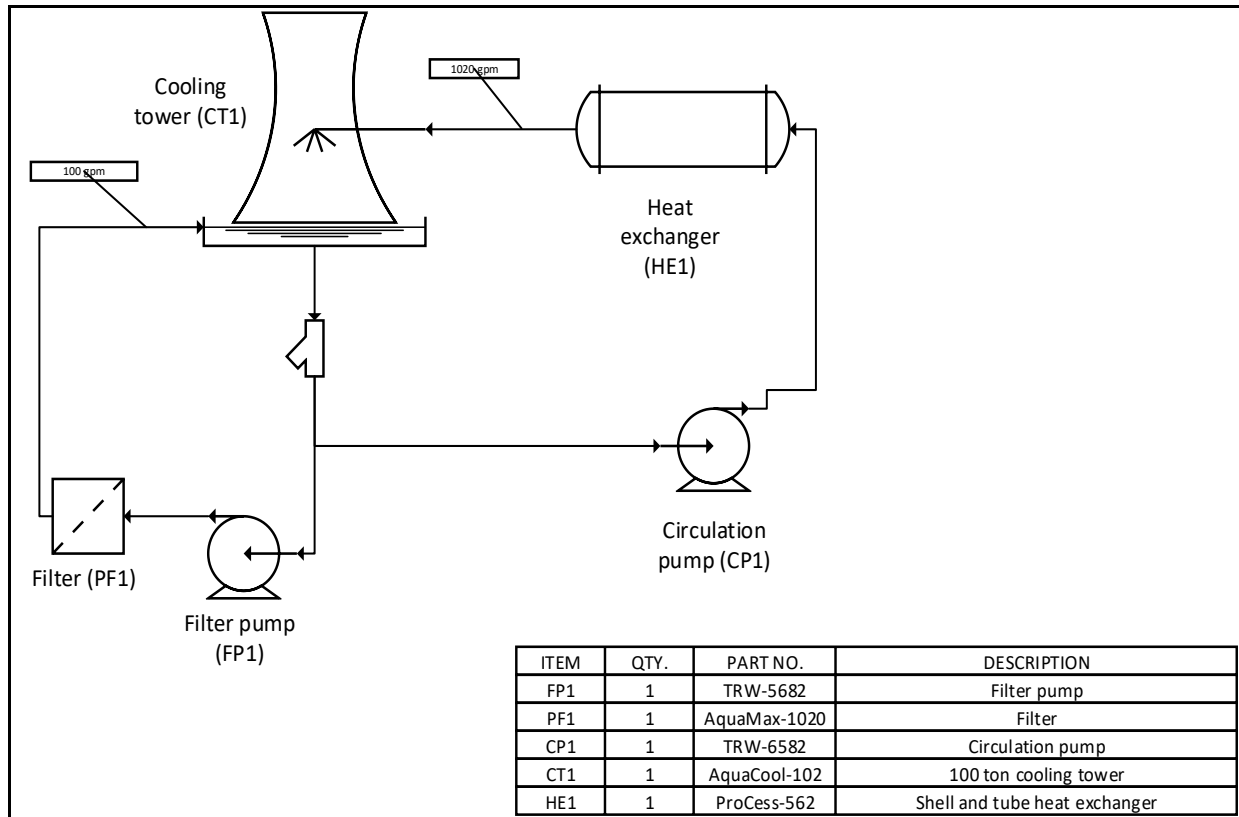 1020 gpm
Cooling
tower (CT1)
100 gpm
Heat
exchanger
(HE1)
Circulation
pump (CP1)
Filter (PF1)
Filter pump
(FP1)
ITEM QTY. PART NO. DESCRIPTION
FP1 1 TRW-5682 Filter pump
PF1 1 AquaMax-1020 Filter
CP1 1 TRW-6582 Circulation pump
CT1 1 AquaCool-102 100 ton cooling tower
HE1 1 ProCess-562 Shell and tube heat exchanger